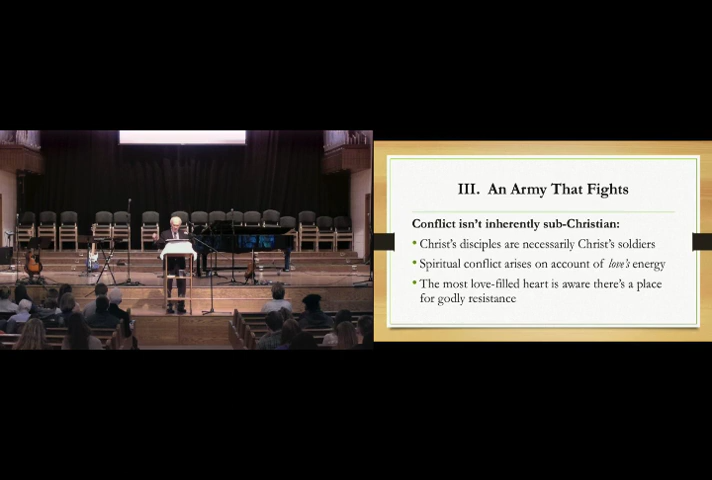 III. An Army That Fights
Conflict isn't inherently sub-Christian:
• Christ's disciples are necessarily Christ's soldiers
• Spiritual conflict arises on account of love's energy
• The most love-filled heart is aware there's a place
for godly resistance